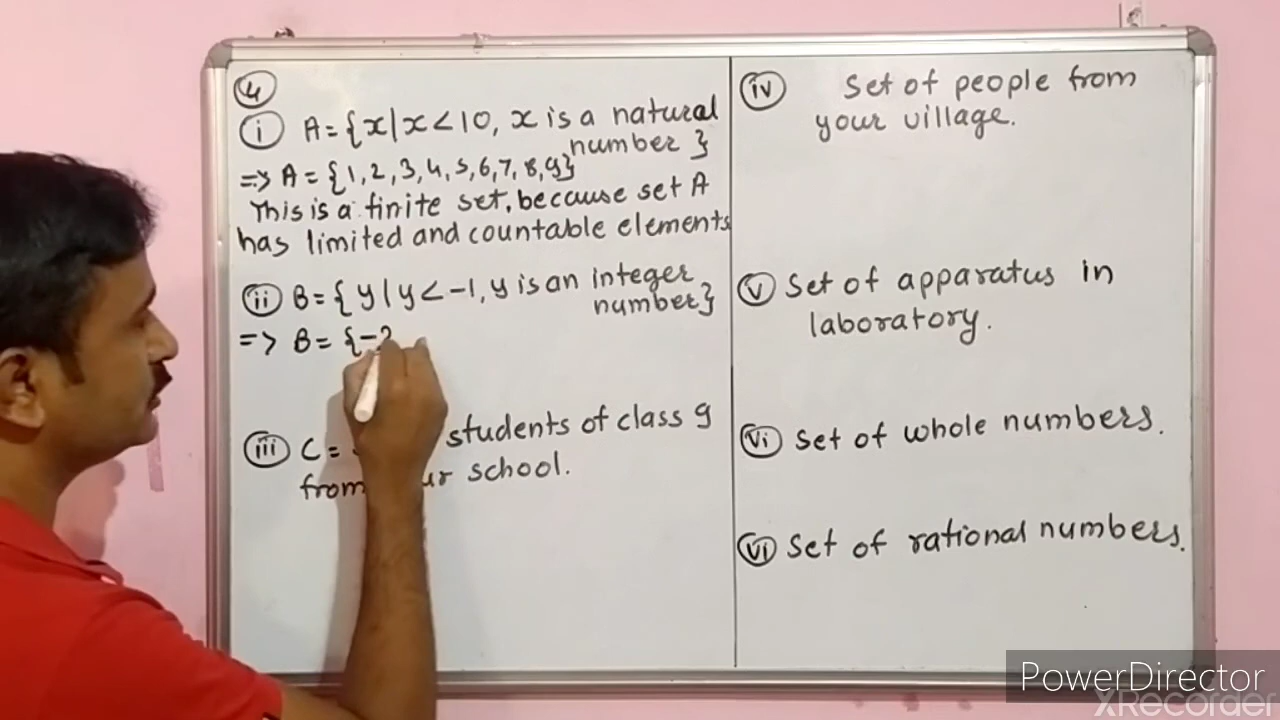 4
i A = {x | x < 10, x is a natural
number }
=> A = {1, 2, 3, 4, 5, 6, 7, 8, 9}
This is a finite set, because set A
has limited and countable elements
ii B = { y | y < -1, y is an integer
number}
=> B = {-2
iii C = students of class 9
from school.
iv Set of people from
your village.
v Set of apparatus in
laboratory.
vi Set of whole numbers.
vi Set of rational numbers.
PowerDirector
XRecorder